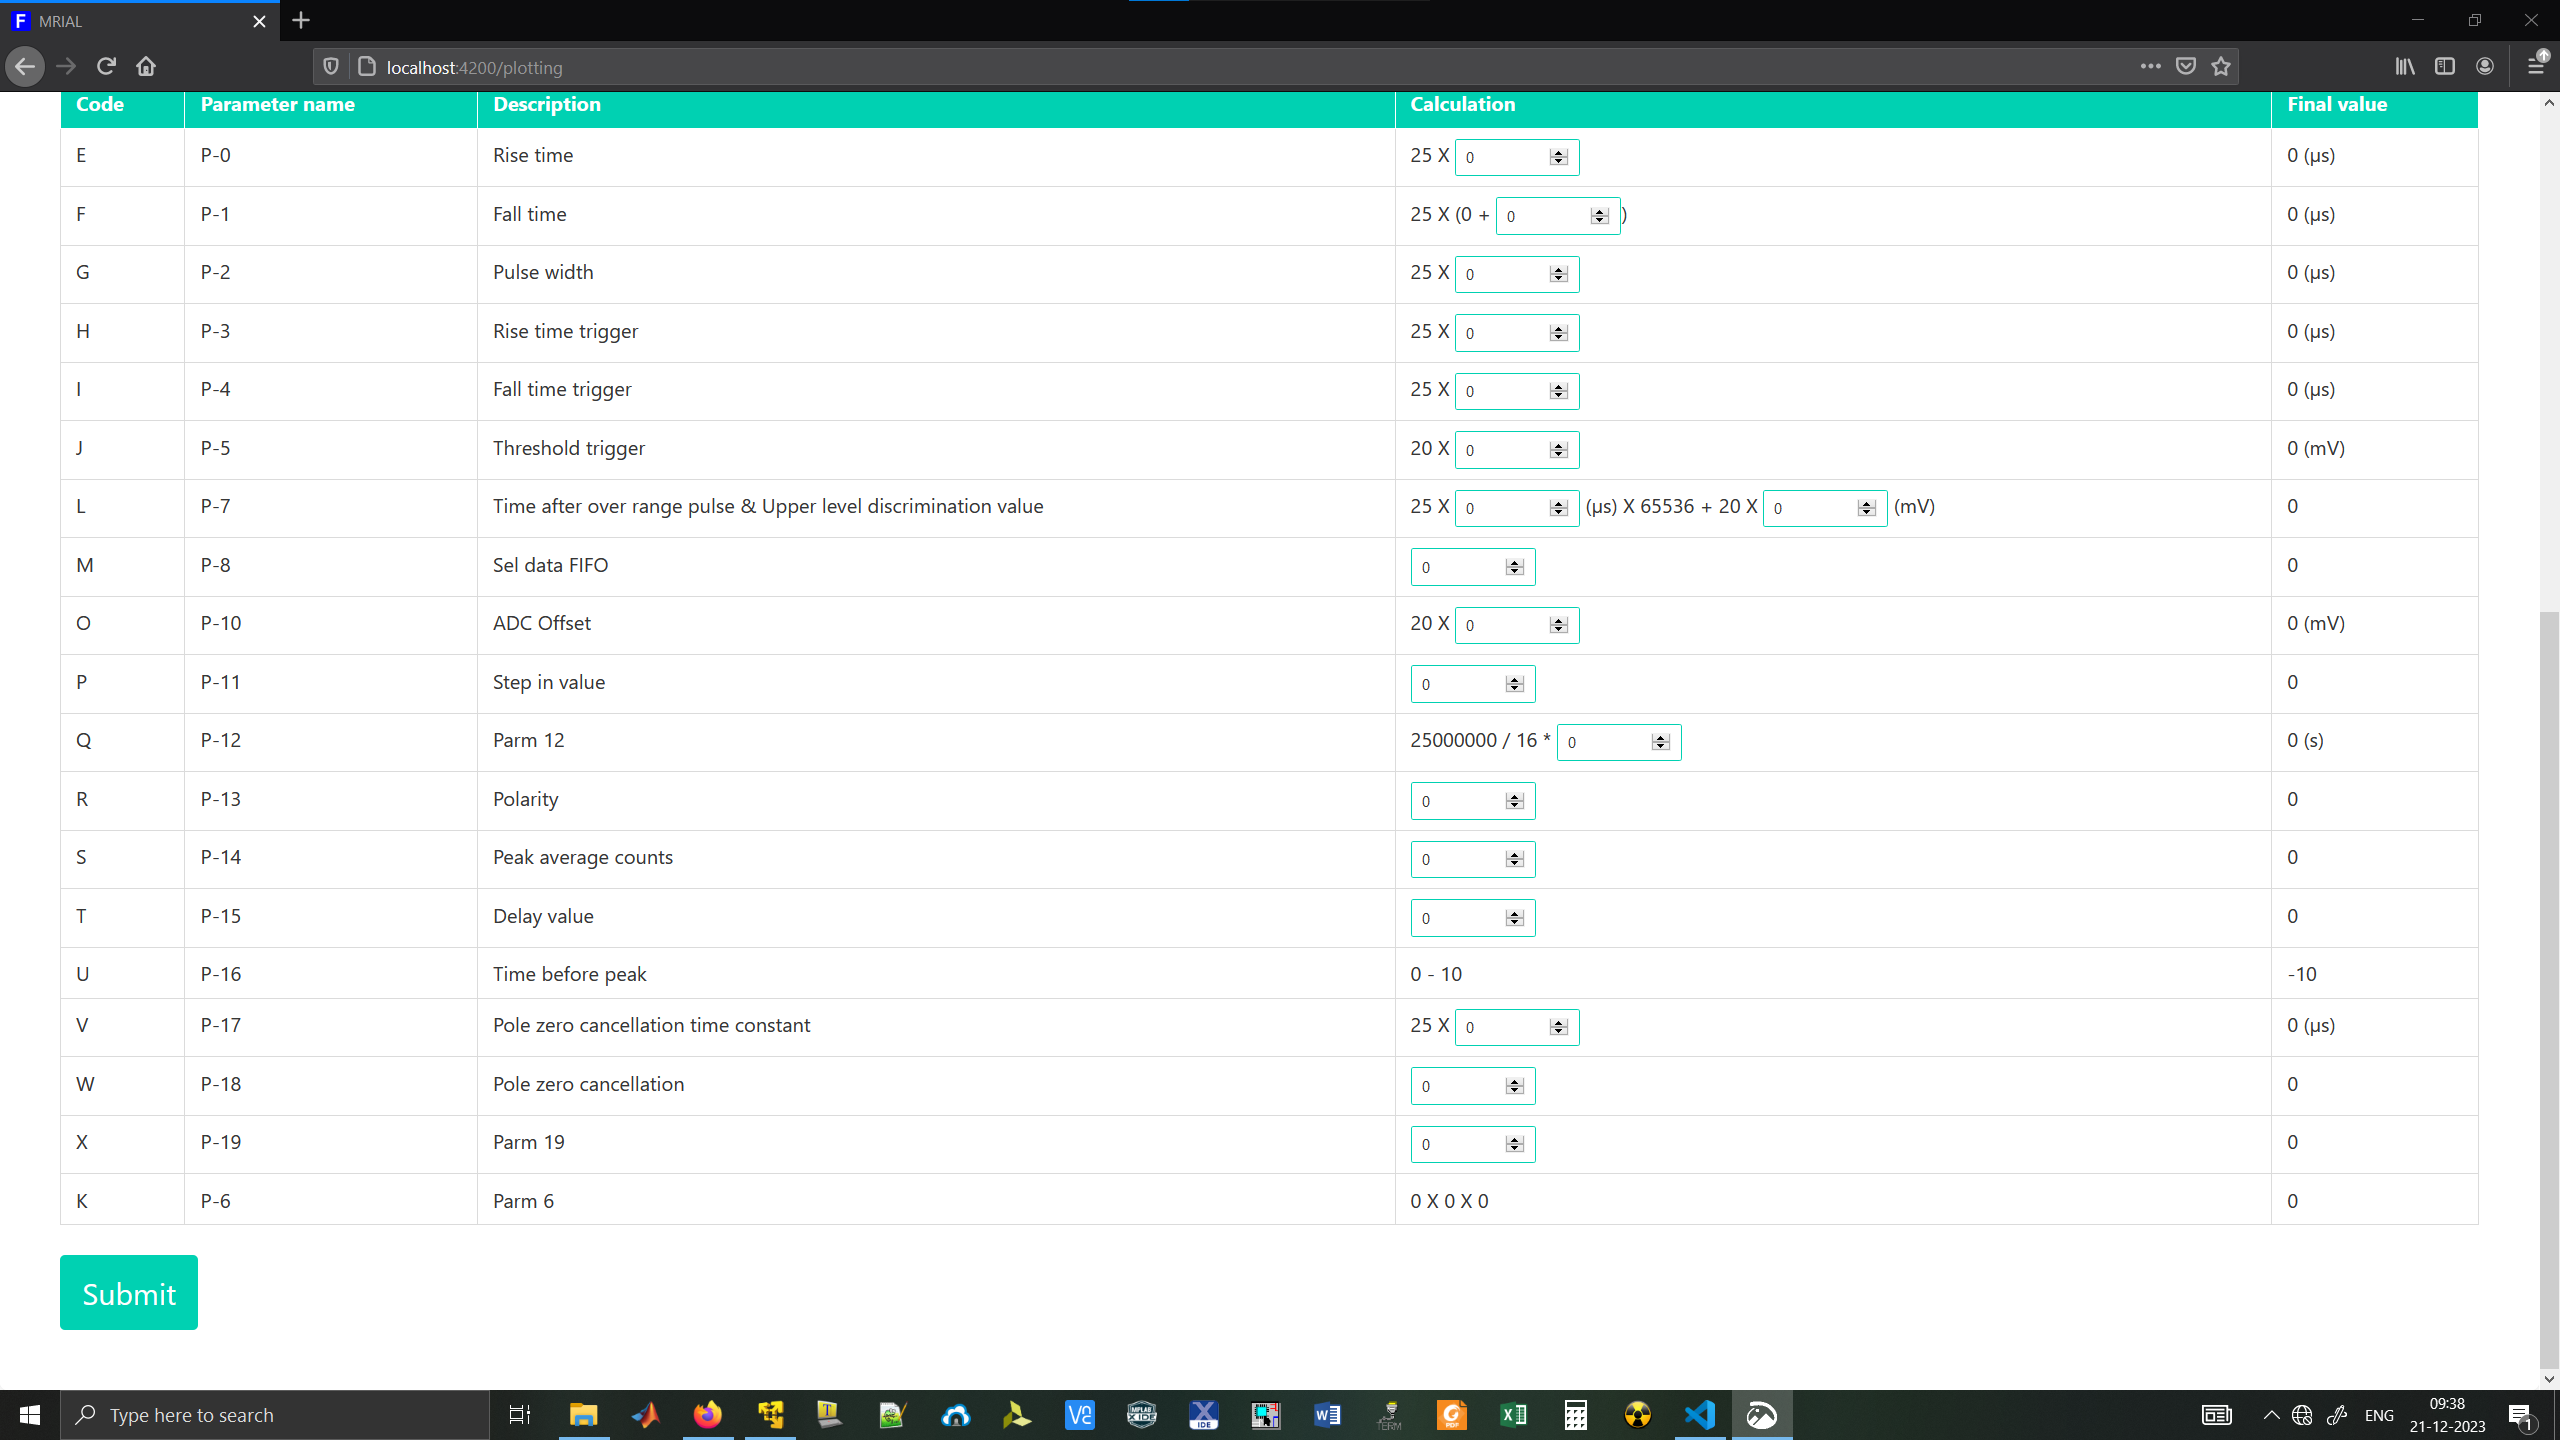 F MRIAL
localhost:4200/plotting
Code Parameter name Description Calculation Final value
E P-0 Rise time 25 X 0 0 (µs)
F P-1 Fall time 25 X (0 + 0 ) 0 (µs)
G P-2 Pulse width 25 X 0 0 (µs)
H P-3 Rise time trigger 25 X 0 0 (µs)
I P-4 Fall time trigger 25 X 0 0 (µs)
J P-5 Threshold trigger 20 X 0 0 (mV)
L P-7 Time after over range pulse & Upper level discrimination value 25 X 0 (µs) X 65536 + 20 X 0 (mV) 0
M P-8 Sel data FIFO 0 0
O P-10 ADC Offset 20 X 0 0 (mV)
P P-11 Step in value 0 0
Q P-12 Parm 12 25000000 / 16 * 0 0 (s)
R P-13 Polarity 0 0
S P-14 Peak average counts 0 0
T P-15 Delay value 0 0
U P-16 Time before peak 0 - 10 -10
V P-17 Pole zero cancellation time constant 25 X 0 0 (µs)
W P-18 Pole zero cancellation 0 0
X P-19 Parm 19 0 0
K P-6 Parm 6 0 X 0 X 0 0
Submit
Type here to search
ENG
09:38
21-12-2023
1